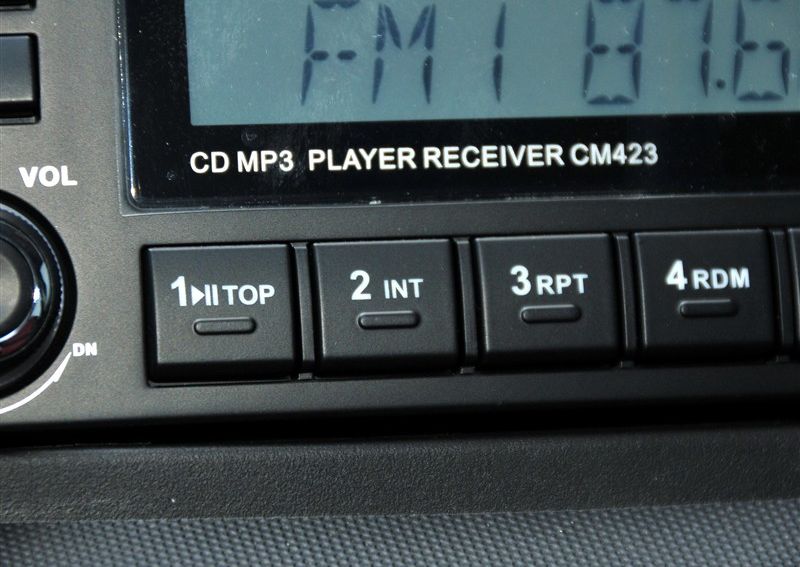 FM1 87.6
CD MP3 PLAYER RECEIVER CM423
VOL
1 ▶II TOP
2 INT
3 RPT
4 RDM
DN